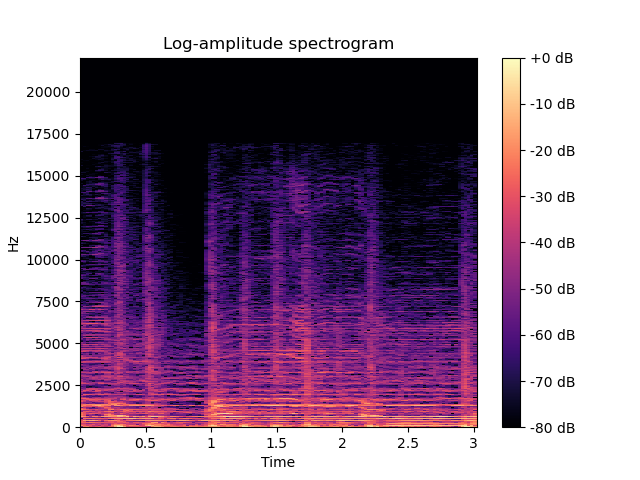 Log-amplitude spectrogram
20000
17500
15000
12500
10000
7500
5000
2500
0
Hz
0
0.5
1
1.5
2
2.5
3
Time
+0 dB
-10 dB
-20 dB
-30 dB
-40 dB
-50 dB
-60 dB
-70 dB
-80 dB